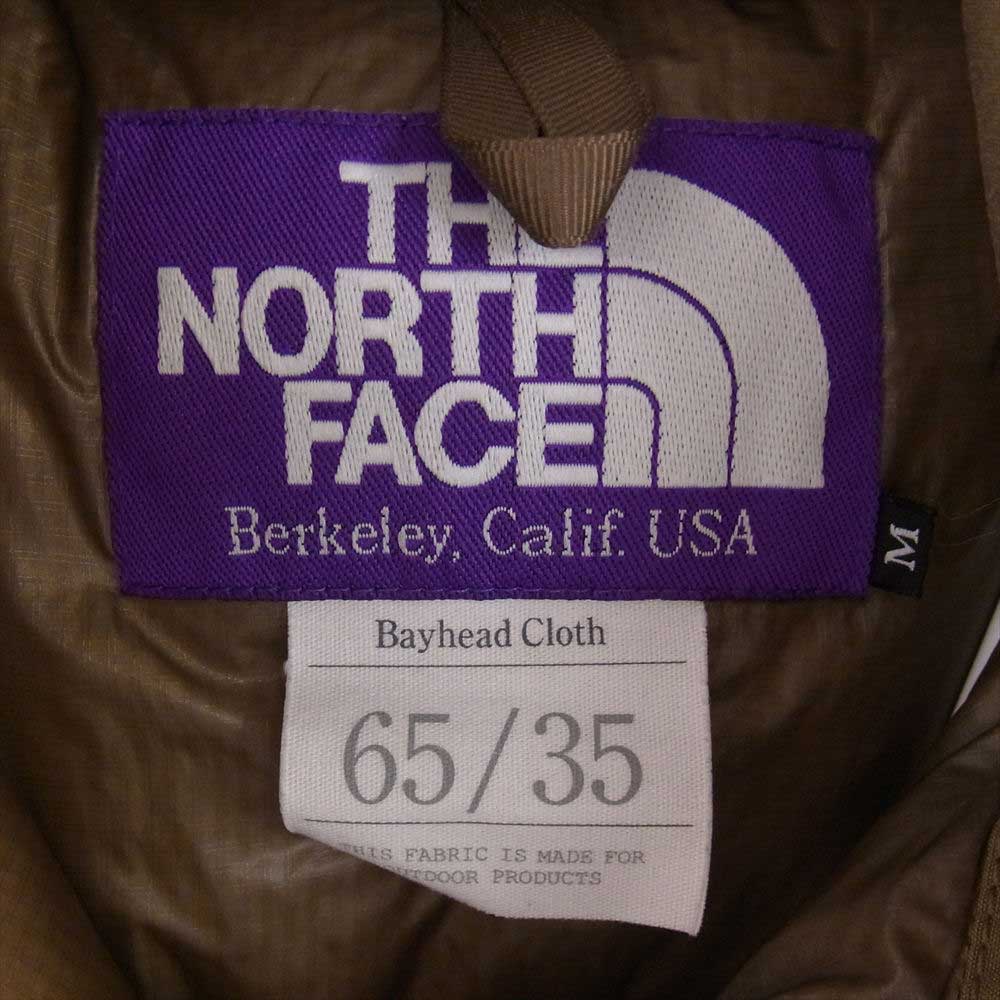 THE
NORTH
FACE
Berkeley, Calif. USA
M
Bayhead Cloth
65/35
THIS FABRIC IS MADE FOR
OUTDOOR PRODUCTS